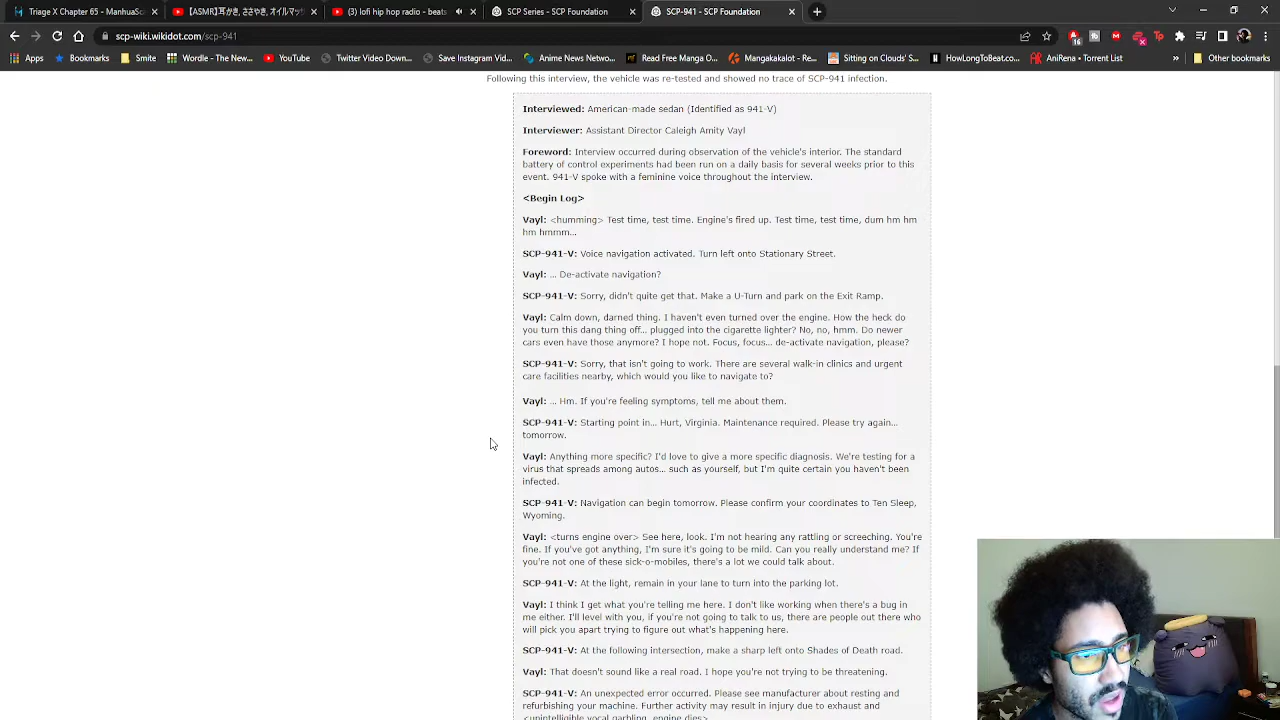 Triage X Chapter 65 - ManhuaSc
【ASMR】耳かき, ささやき, オイルマッ
(3) lofi hip hop radio - beats
SCP Series - SCP Foundation
SCP-941 - SCP Foundation
scp-wiki.wikidot.com/scp-941
16
Apps
Bookmarks
Smite
Wordle - The New...
YouTube
Twitter Video Down...
Save Instagram Vid...
Anime News Netwo...
Read Free Manga O...
Mangakakalot - Re...
Sitting on Clouds' S...
HowLongToBeat.co...
AniRena | Torrent List
Other bookmarks
Following this interview, the vehicle was re-tested and showed no trace of SCP-941 infection.
Interviewed: American-made sedan (Identified as 941-V)
Interviewer: Assistant Director Caleigh Amity Vayl
Foreword: Interview occurred during observation of the vehicle's interior. The standard
battery of control experiments had been run on a daily basis for several weeks prior to this
event. 941-V spoke with a feminine voice throughout the interview.
<Begin Log>
Vayl: <humming> Test time, test time. Engine's fired up. Test time, test time, dum hm hm
hm hmmm...
SCP-941-V: Voice navigation activated. Turn left onto Stationary Street.
Vayl: ... De-activate navigation?
SCP-941-V: Sorry, didn't quite get that. Make a U-Turn and park on the Exit Ramp.
Vayl: Calm down, darned thing. I haven't even turned over the engine. How the heck do
you turn this dang thing off... plugged into the cigarette lighter? No, no, hmm. Do newer
cars even have those anymore? I hope not. Focus, focus... de-activate navigation, please?
SCP-941-V: Sorry, that isn't going to work. There are several walk-in clinics and urgent
care facilities nearby, which would you like to navigate to?
Vayl: ... Hm. If you're feeling symptoms, tell me about them.
SCP-941-V: Starting point in... Hurt, Virginia. Maintenance required. Please try again...
tomorrow.
Vayl: Anything more specific? I'd love to give a more specific diagnosis. We're testing for a
virus that spreads among autos... such as yourself, but I'm quite certain you haven't been
infected.
SCP-941-V: Navigation can begin tomorrow. Please confirm your coordinates to Ten Sleep,
Wyoming.
Vayl: <turns engine over> See here, look. I'm not hearing any rattling or screeching. You're
fine. If you've got anything, I'm sure it's going to be mild. Can you really understand me? If
you're not one of these sick-o-mobiles, there's a lot we could talk about.
SCP-941-V: At the light, remain in your lane to turn into the parking lot.
Vayl: I think I get what you're telling me here. I don't like working when there's a bug in
me either. I'll level with you, if you're not going to talk to us, there are people out there who
will pick you apart trying to figure out what's happening here.
SCP-941-V: At the following intersection, make a sharp left onto Shades of Death road.
Vayl: That doesn't sound like a real road. I hope you're not trying to be threatening.
SCP-941-V: An unexpected error occurred. Please see manufacturer about resting and
refurbishing your machine. Further activity may result in injury due to exhaust and
<unintelligible vocal garbling, engine dies>